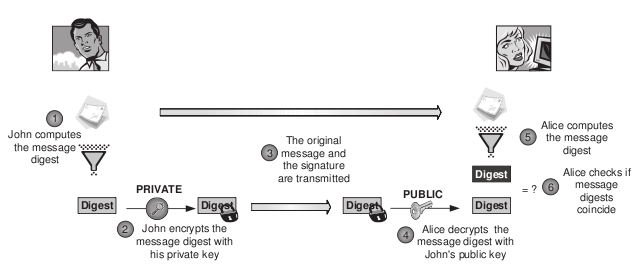 1
John computes
the message
digest
PRIVATE
Digest
Digest
2
John encrypts the
message digest with
his private key
3
The original
message and
the signature
are transmitted
PUBLIC
Digest
4
Alice decrypts the
message digest with
John's public key
5
Alice computes
the message
digest
Digest
= ?
Digest
6
Alice checks if
message
digests
coincide